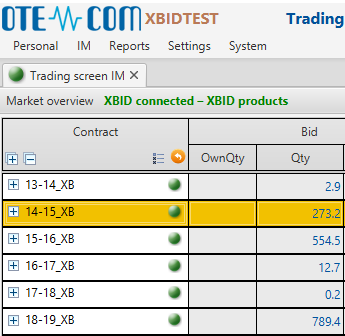 OTE COM XBIDTEST Trading
Personal IM Reports Settings System
Trading screen IM
Market overview XBID connected – XBID products
Contract Bid
OwnQty Qty
13-14_XB 2.9
14-15_XB 273.2
15-16_XB 554.5
16-17_XB 12.7
17-18_XB 0.2
18-19_XB 789.4